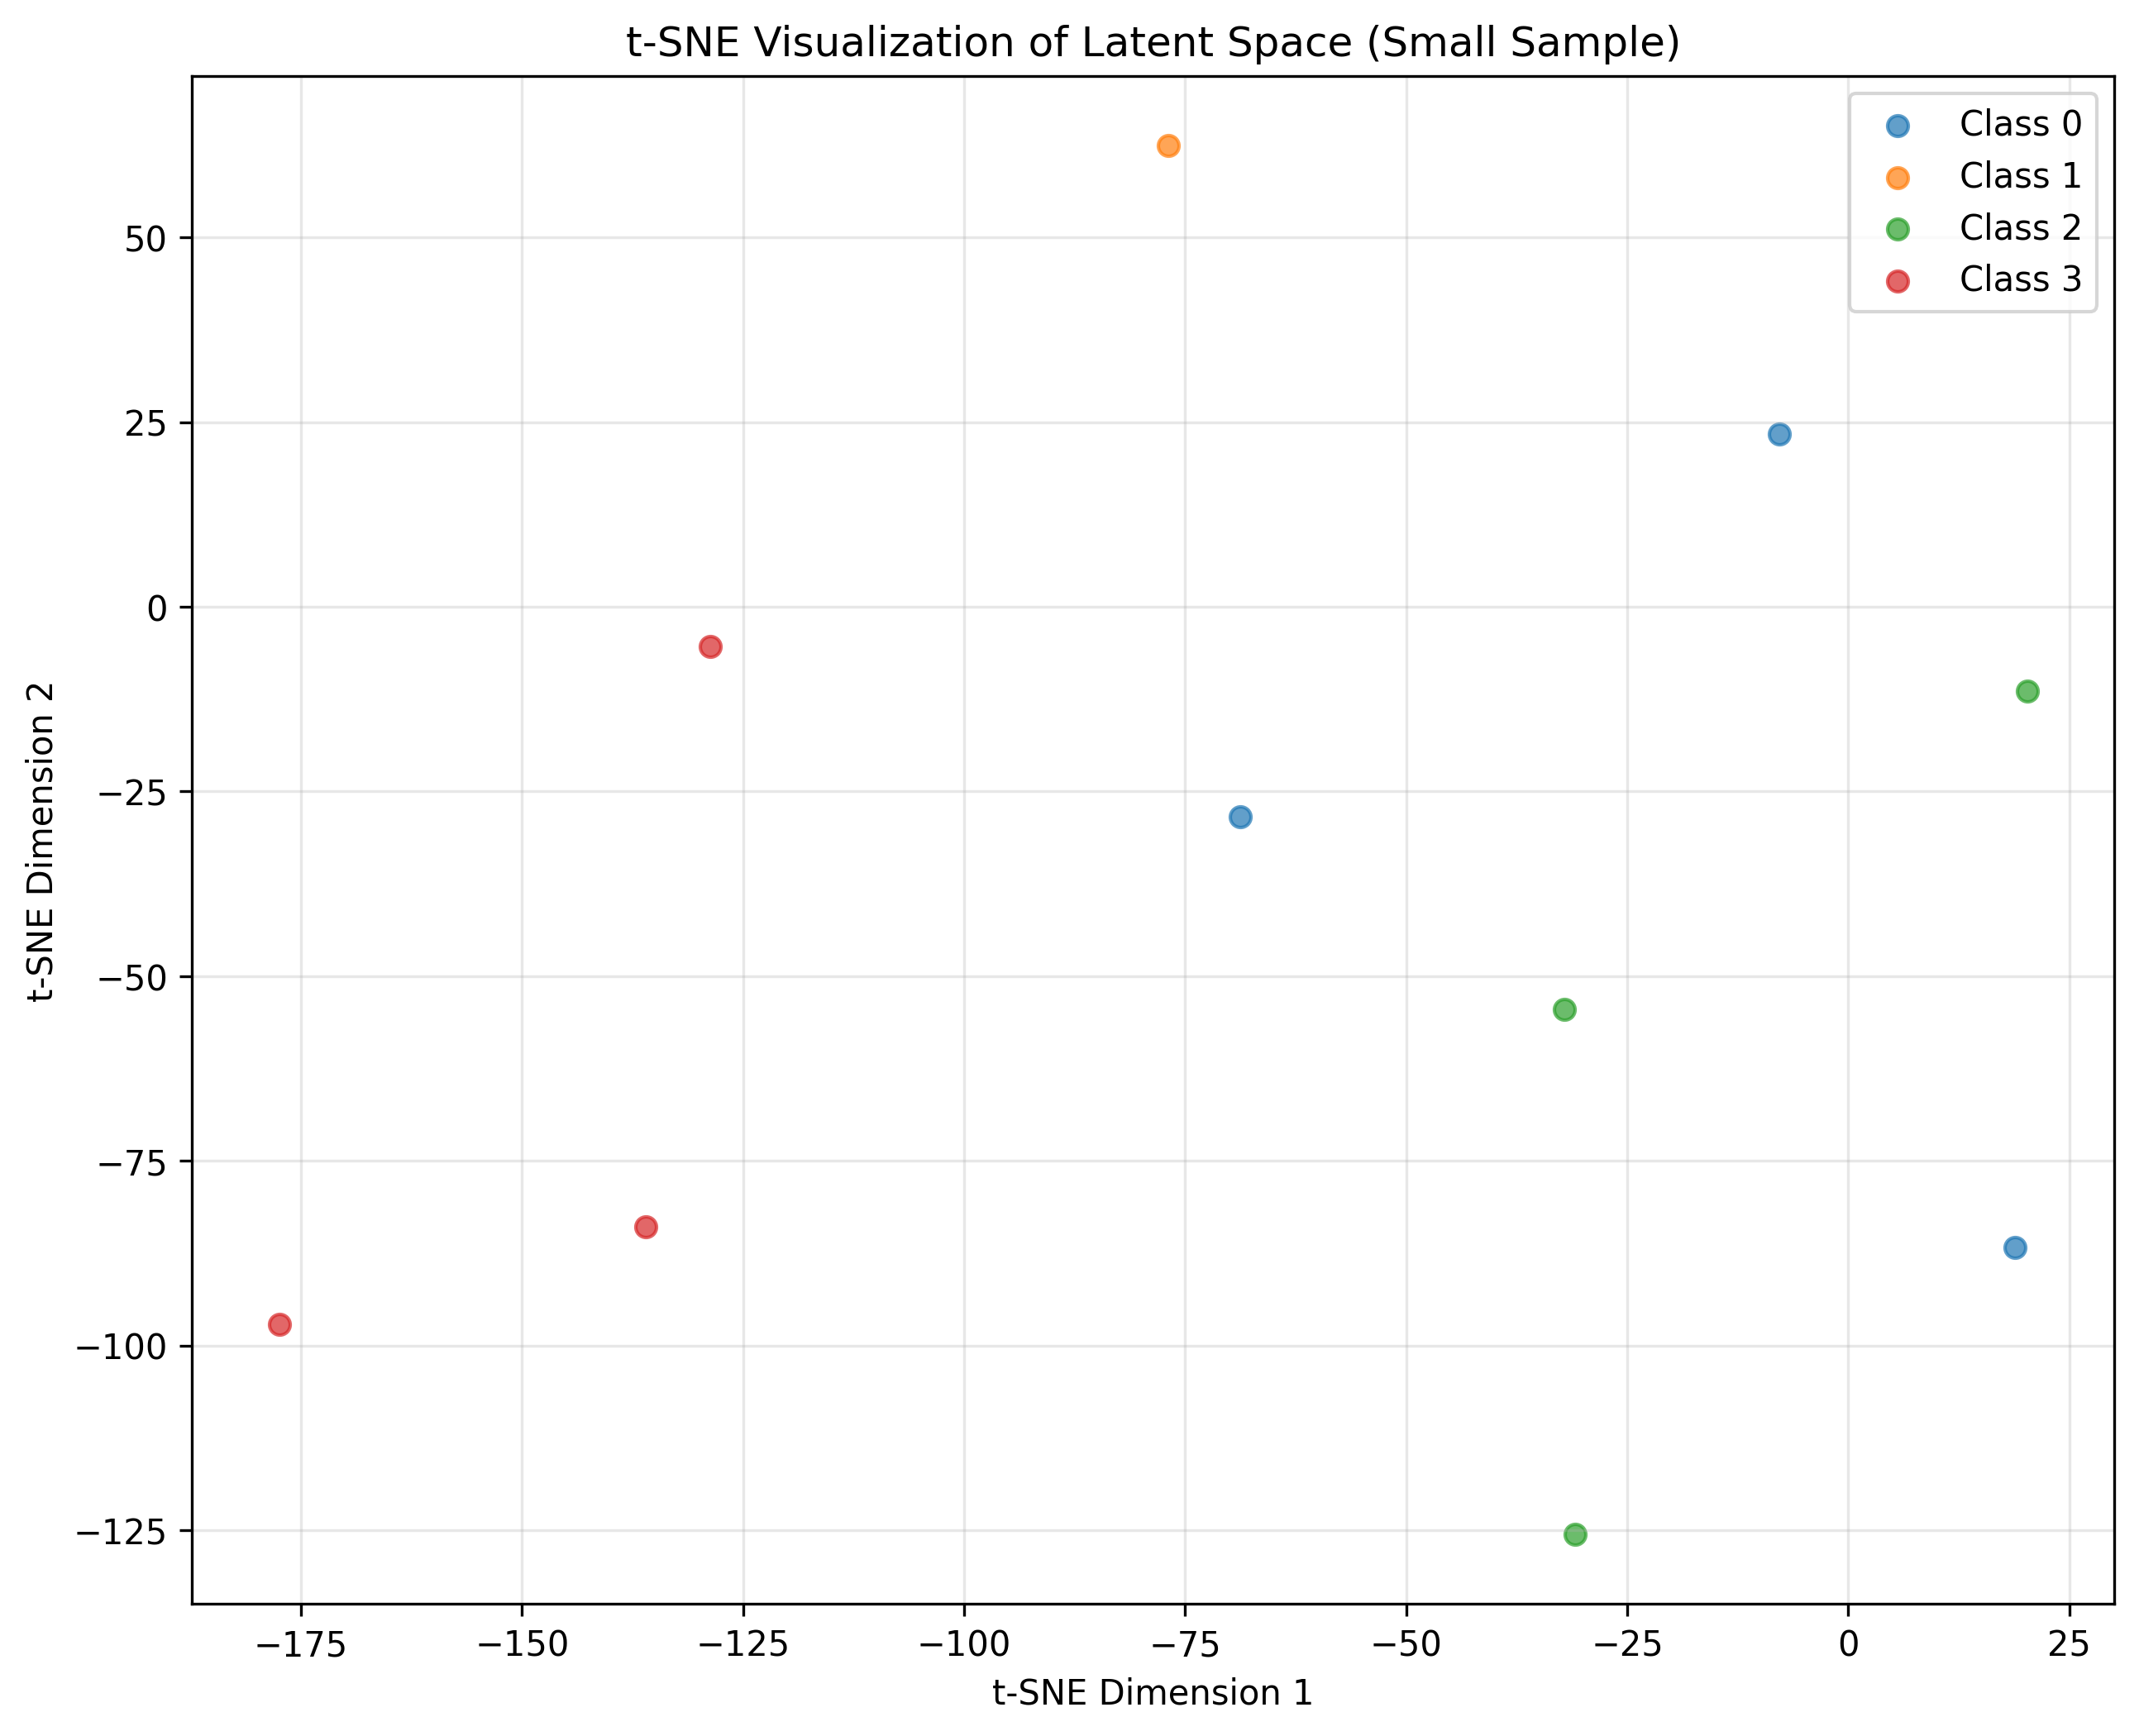 t-SNE Visualization of Latent Space (Small Sample)
Class 0
Class 1
Class 2
Class 3
50
25
0
−25
−50
−75
−100
−125
t-SNE Dimension 2
−175
−150
−125
−100
−75
−50
−25
0
25
t-SNE Dimension 1